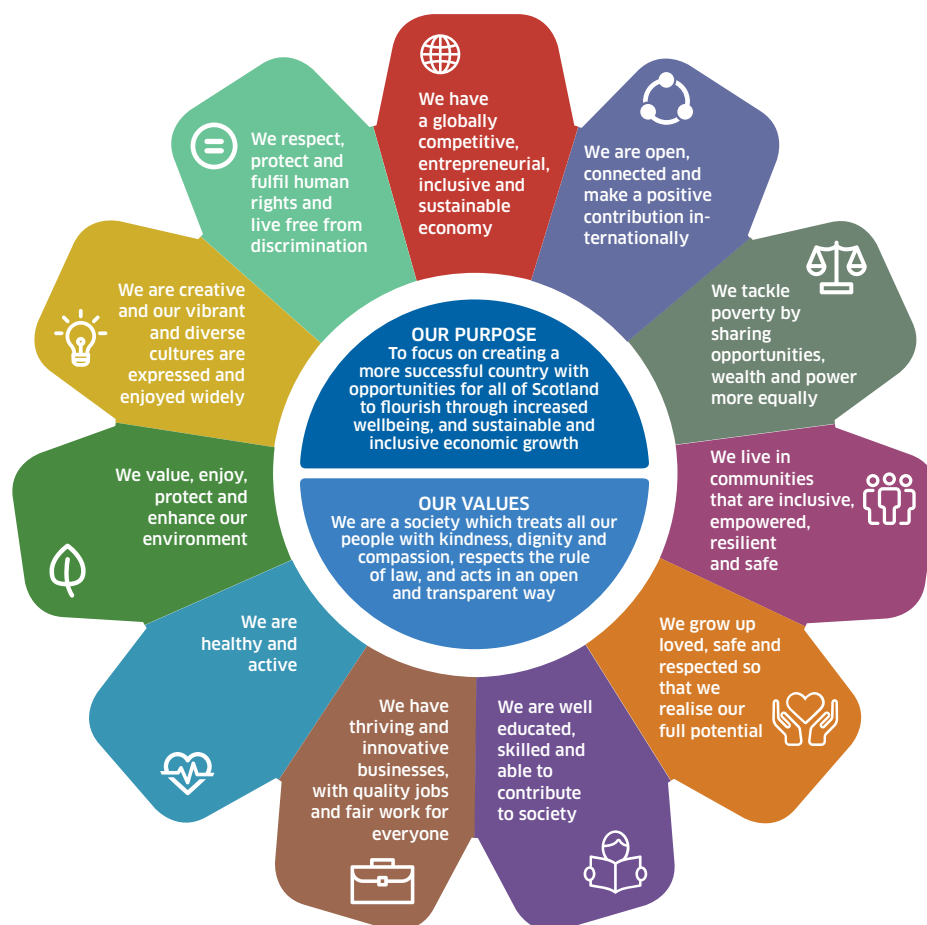 We have
a globally
competitive,
entrepreneurial,
inclusive and
sustainable
economy
We are open,
connected and
make a positive
contribution in-
ternationally
We tackle
poverty by
sharing
opportunities,
wealth and power
more equally
We live in
communities
that are inclusive,
empowered,
resilient
and safe
We grow up
loved, safe and
respected so
that we
realise our
full potential
We are well
educated,
skilled and
able to
contribute
to society
We have
thriving and
innovative
businesses,
with quality jobs
and fair work for
everyone
We are
healthy and
active
We value, enjoy,
protect and
enhance our
environment
We are creative
and our vibrant
and diverse
cultures are
expressed and
enjoyed widely
We respect,
protect and
fulfil human
rights and
live free from
discrimination
OUR PURPOSE
To focus on creating a
more successful country with
opportunities for all of Scotland
to flourish through increased
wellbeing, and sustainable and
inclusive economic growth
OUR VALUES
We are a society which treats all our
people with kindness, dignity and
compassion, respects the rule
of law, and acts in an open
and transparent way